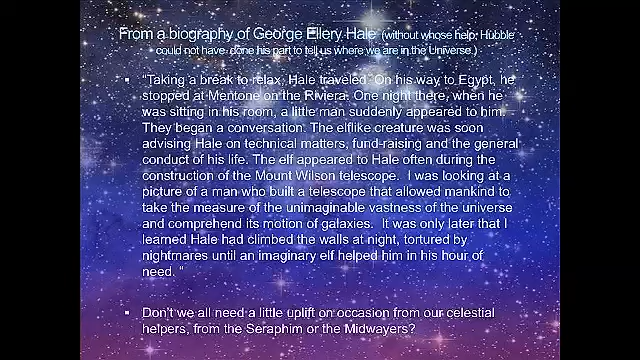 From a biography of George Ellery Hale (without whose help, Hubble
could not have done his part to tell us where we are in the Universe.)
▪ "Taking a break to relax, Hale traveled. On his way to Egypt, he
stopped at Mentone on the Riviera. One night there, when he
was sitting in his room, a little man suddenly appeared to him.
They began a conversation. The elflike creature was soon
advising Hale on technical matters, fund-raising and the general
conduct of his life. The elf appeared to Hale often during the
construction of the Mount Wilson telescope. I was looking at a
picture of a man who built a telescope that allowed mankind to
take the measure of the unimaginable vastness of the universe
and comprehend its motion of galaxies. It was only later that I
learned Hale had climbed the walls at night, tortured by
nightmares until an imaginary elf helped him in his hour of
need. "
▪ Don't we all need a little uplift on occasion from our celestial
helpers, from the Seraphim or the Midwayers?